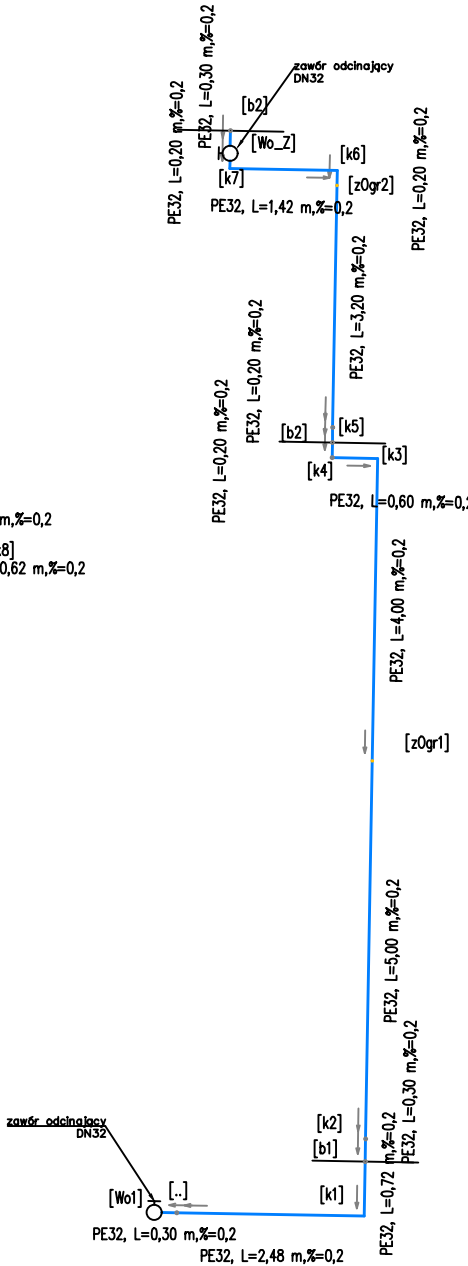 PE32, L=0,30 m,%=0,2
zawór odcinający
DN32
PE32, L=0,20 m,%=0,2
[b2]
[Wo_Z]
[k6]
[k7]
[zOgr2]
PE32, L=0,20 m,%=0,2
PE32, L=1,42 m,%=0,2
PE32, L=3,20 m,%=0,2
PE32, L=0,20 m,%=0,2
PE32, L=0,20 m,%=0,2
[k5]
[b2]
[k3]
[k4]
PE32, L=0,60 m,%=0,2
m,%=0,2
8]
0,62 m,%=0,2
PE32, L=4,00 m,%=0,2
[zOgr1]
PE32, L=5,00 m,%=0,2
PE32, L=0,30 m,%=0,2
zawór odcinający
DN32
[k2]
[b1]
PE32, L=0,72 m,%=0,2
[Wo1]
[..]
[k1]
PE32, L=0,30 m,%=0,2
PE32, L=2,48 m,%=0,2